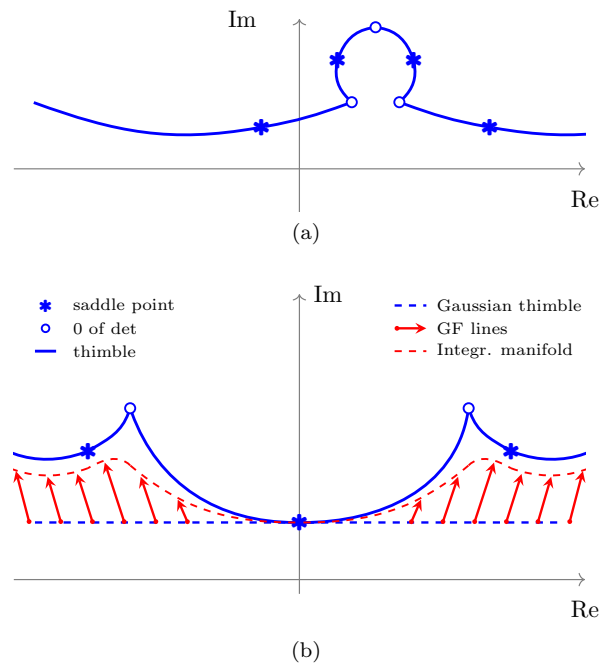 Im
Re
(a)
Im
saddle point
0 of det
thimble
Gaussian thimble
GF lines
Integr. manifold
Re
(b)